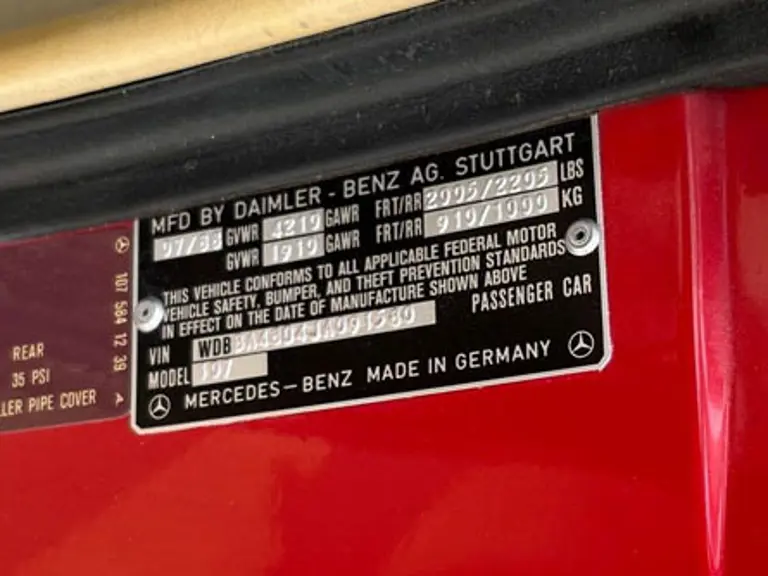 MFD BY DAIMLER - BENZ AG. STUTTGART
07/88 GVWR 4219 GAWR FRT/RR 2005/2205 LBS
GVWR 1919 GAWR FRT/RR 910/1000 KG
THIS VEHICLE CONFORMS TO ALL APPLICABLE FEDERAL MOTOR
VEHICLE SAFETY, BUMPER, AND THEFT PREVENTION STANDARDS
IN EFFECT ON THE DATE OF MANUFACTURE SHOWN ABOVE
PASSENGER CAR
VIN WDB
MODEL 107
MERCEDES-BENZ MADE IN GERMANY
107 584 12 39 A
REAR
35 PSI
PIPE COVER